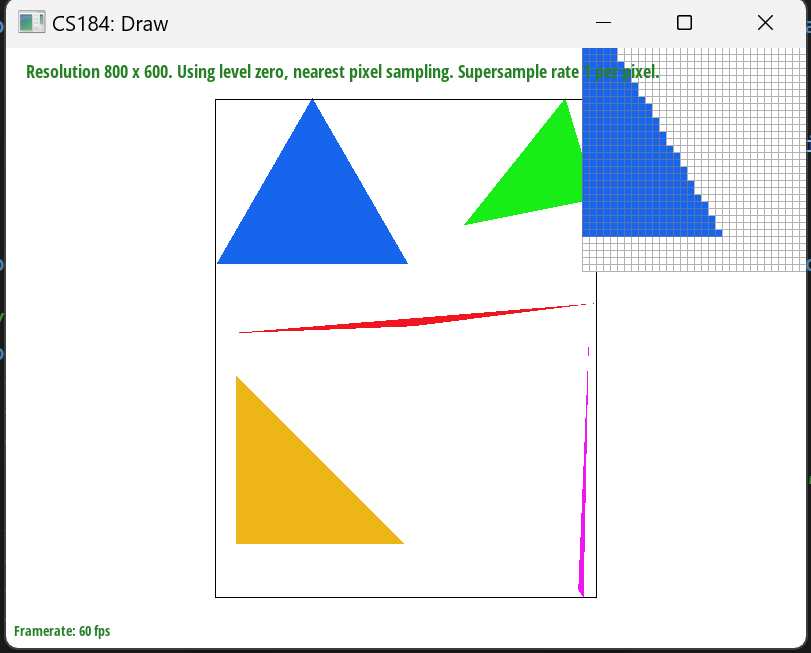 CS184: Draw
Resolution 800 x 600. Using level zero, nearest pixel sampling. Supersample rate 1 per pixel.
Framerate: 60 fps